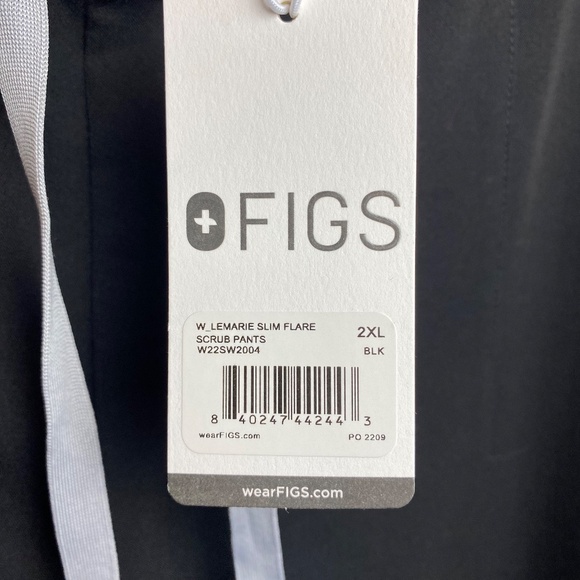 FIGS
W_LEMARIE SLIM FLARE 2XL
SCRUB PANTS
W22SW2004 BLK
8 40247 44244 3
wearFIGS.com PO 2209
wearFIGS.com